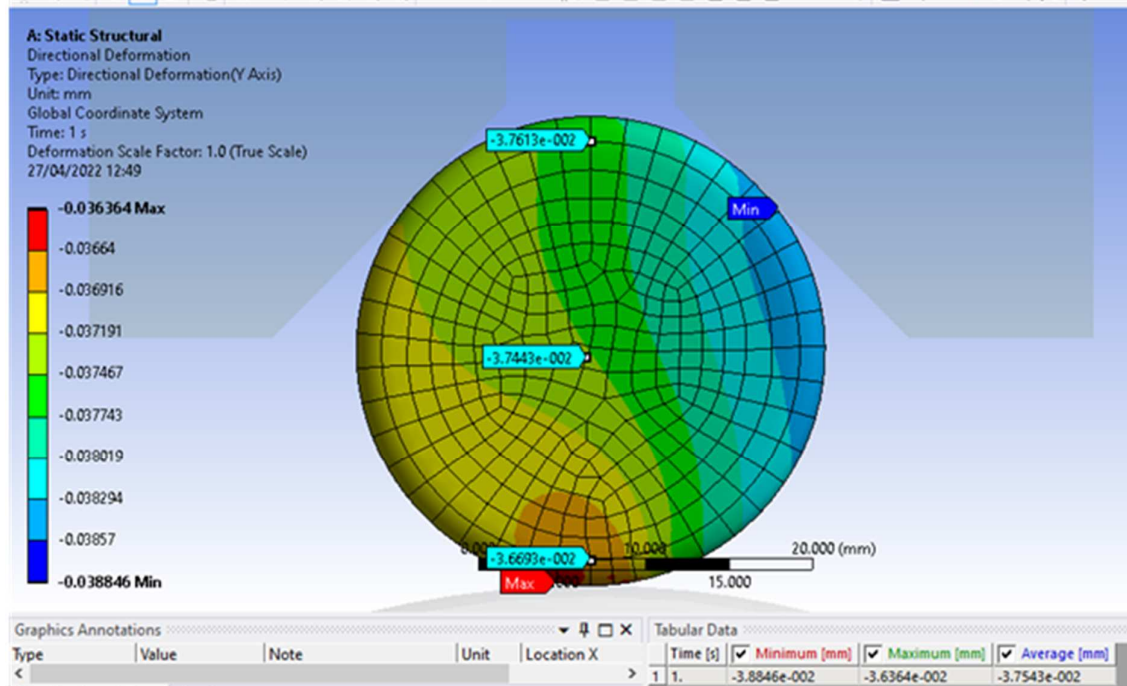 A: Static Structural
Directional Deformation
Type: Directional Deformation(Y Axis)
Unit: mm
Global Coordinate System
Time: 1 s
Deformation Scale Factor: 1.0 (True Scale)
27/04/2022 12:49
-0.036364 Max
-0.03664
-0.036916
-0.037191
-0.037467
-0.037743
-0.038019
-0.038294
-0.03857
-0.038846 Min
-3.7613e-002
Min
-3.7443e-002
10.000
20.000 (mm)
-3.6693e-002
Max
15.000
Graphics Annotations
Type Value Note Unit Location X
Tabular Data
Time [s] Minimum [mm] Maximum [mm] Average [mm]
1 1. -3.8846e-002 -3.6364e-002 -3.7543e-002